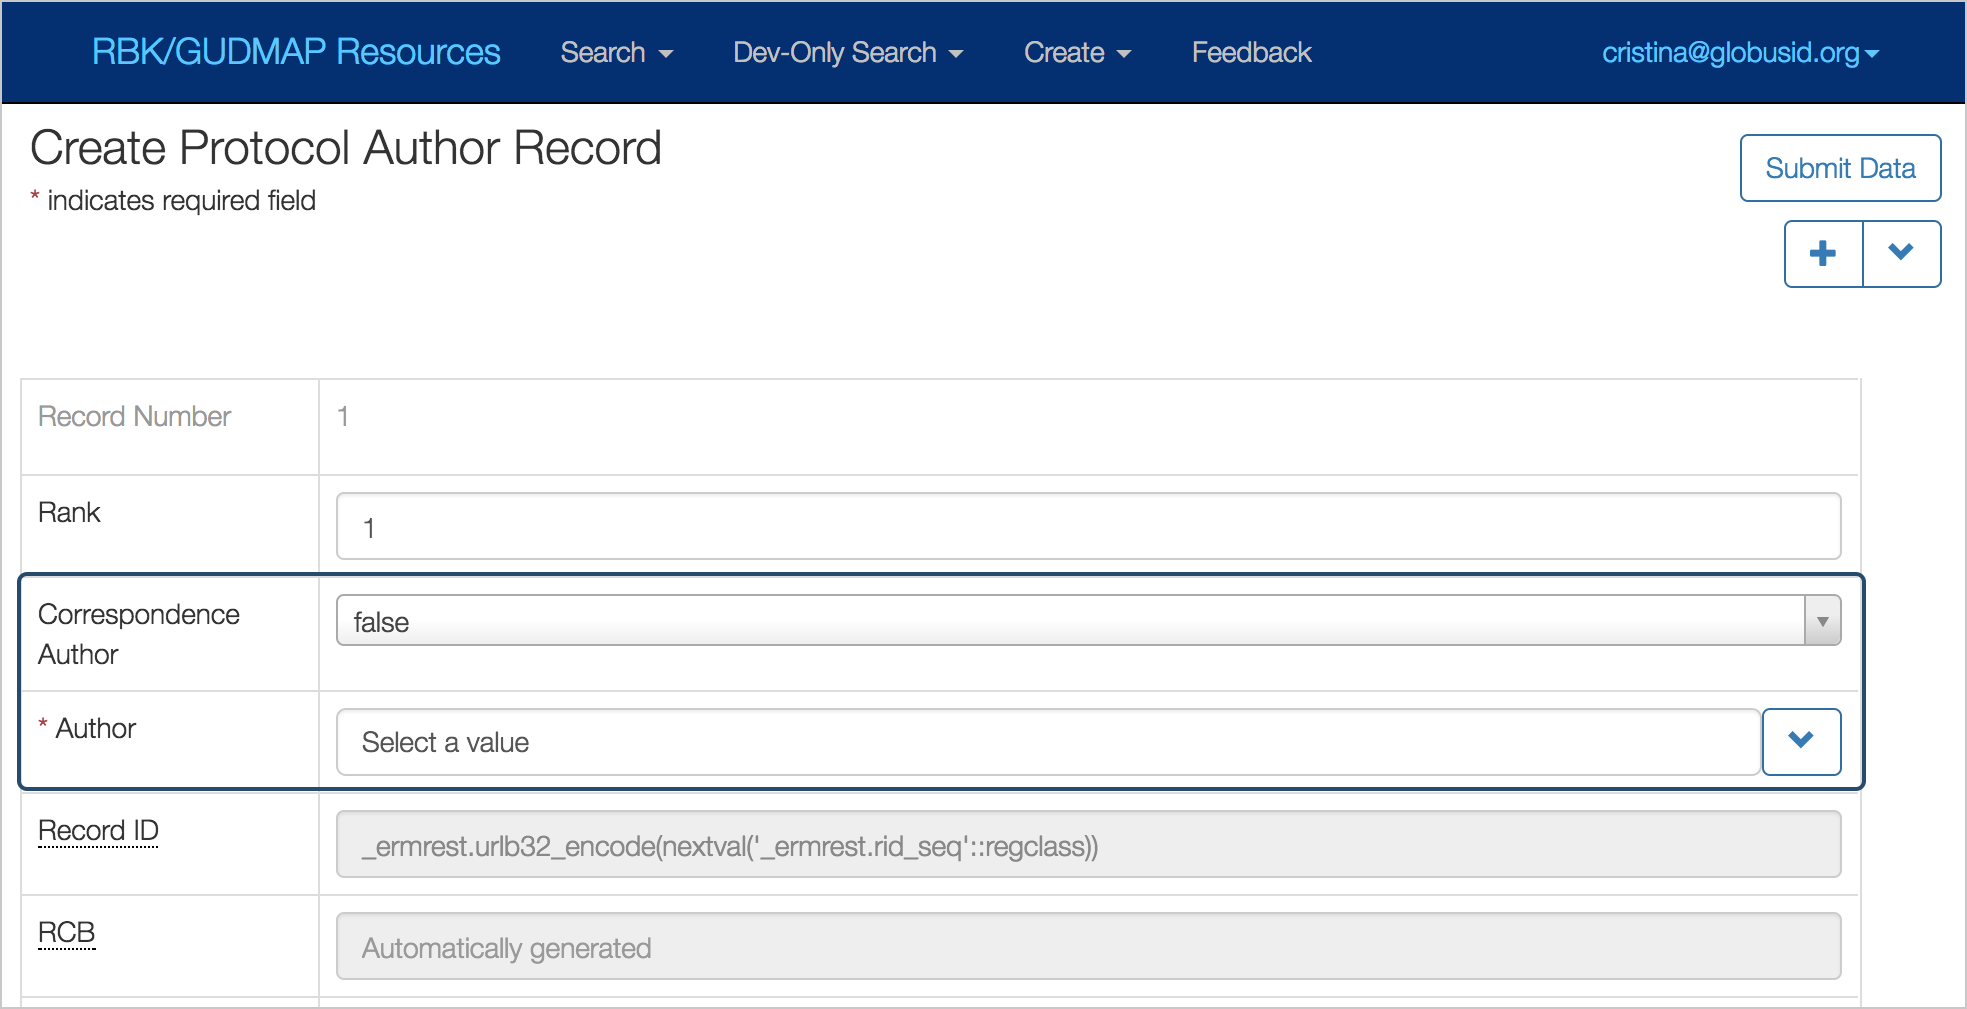 RBK/GUDMAP Resources Search Dev-Only Search Create Feedback cristina@globusid.org
Create Protocol Author Record
Submit Data
* indicates required field
Record Number 1
Rank 1
Correspondence Author false
* Author Select a value
Record ID _ermrest.urlb32_encode(nextval('_ermrest.rid_seq'::regclass))
RCB Automatically generated